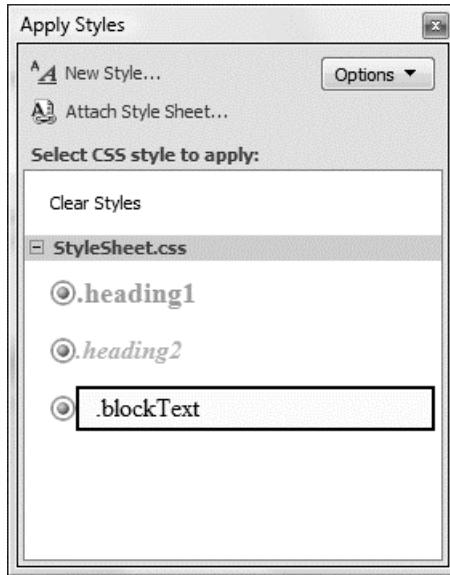 Apply Styles
New Style...
Options
Attach Style Sheet...
Select CSS style to apply:
Clear Styles
StyleSheet.css
.heading1
.heading2
.blockText